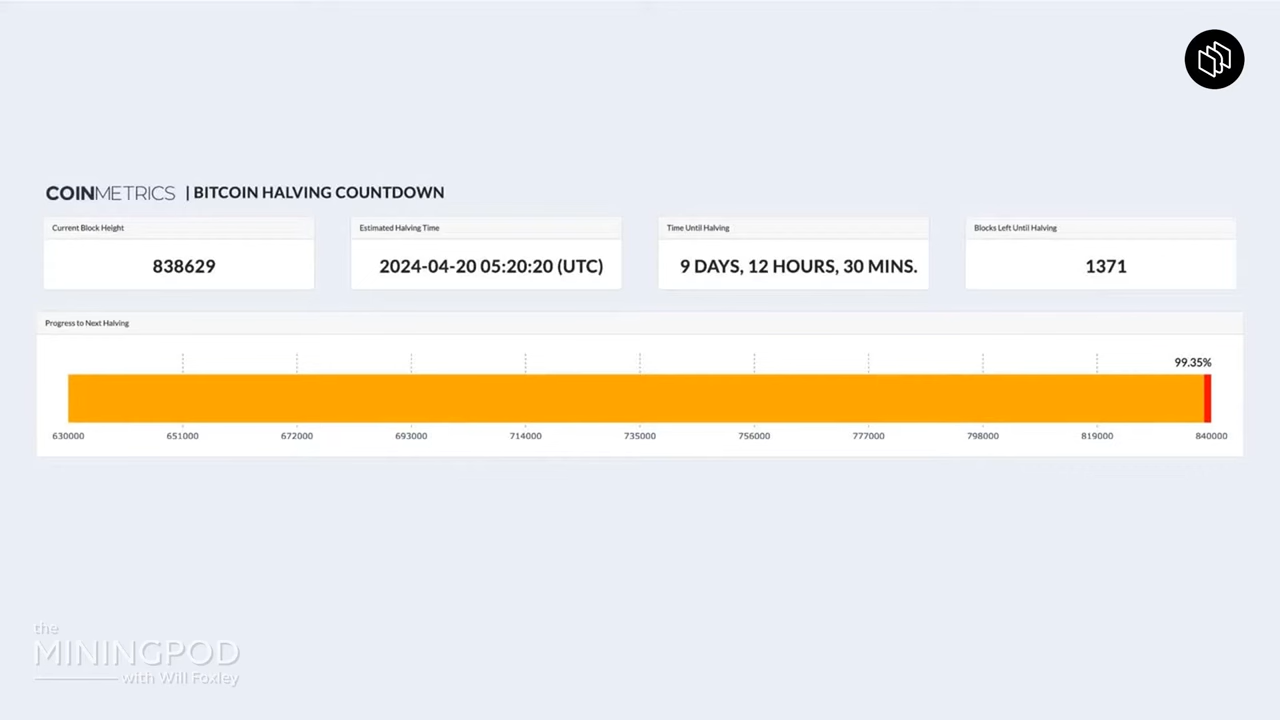 COINMETRICS | BITCOIN HALVING COUNTDOWN
Current Block Height
838629
Estimated Halving Time
2024-04-20 05:20:20 (UTC)
Time Until Halving
9 DAYS, 12 HOURS, 30 MINS.
Blocks Left Until Halving
1371
Progress to Next Halving
99.35%
630000 651000 672000 693000 714000 735000 756000 777000 798000 819000 840000
the
MININGPOD
with Will Foxley